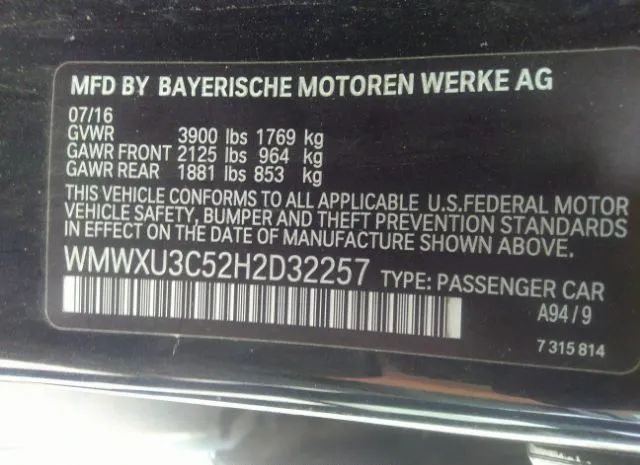 MFD BY BAYERISCHE MOTOREN WERKE AG
07/16
GVWR 3900 lbs 1769 kg
GAWR FRONT 2125 lbs 964 kg
GAWR REAR 1881 lbs 853 kg
THIS VEHICLE CONFORMS TO ALL APPLICABLE U.S.FEDERAL MOTOR
VEHICLE SAFETY, BUMPER AND THEFT PREVENTION STANDARDS
IN EFFECT ON THE DATE OF MANUFACTURE SHOWN ABOVE.
WMWXU3C52H2D32257 TYPE: PASSENGER CAR
A94/9
7 315 814